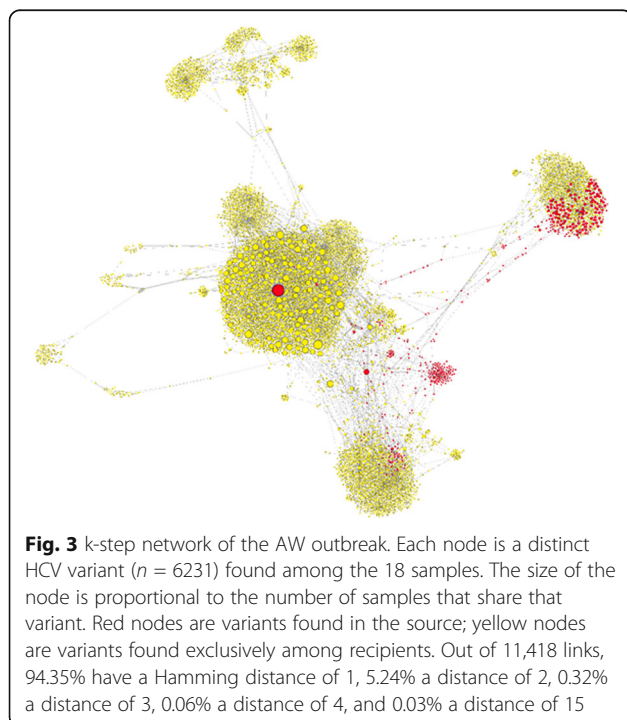 Fig. 3 k-step network of the AW outbreak. Each node is a distinct
HCV variant (n = 6231) found among the 18 samples. The size of the
node is proportional to the number of samples that share that
variant. Red nodes are variants found in the source; yellow nodes
are variants found exclusively among recipients. Out of 11,418 links,
94.35% have a Hamming distance of 1, 5.24% a distance of 2, 0.32%
a distance of 3, 0.06% a distance of 4, and 0.03% a distance of 15